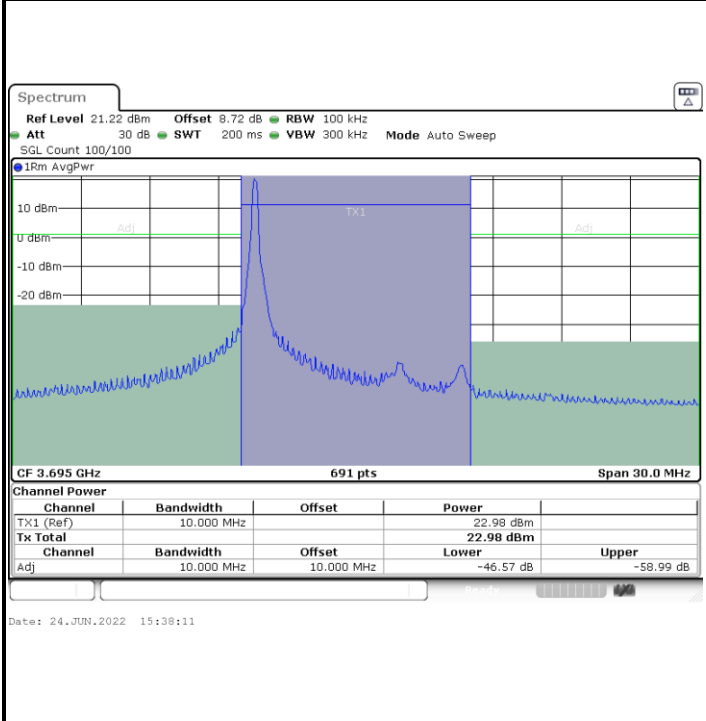 Spectrum
Ref Level 21.22 dBm Offset 8.72 dB RBW 100 kHz
Att 30 dB SWT 200 ms VBW 300 kHz Mode Auto Sweep
SGL Count 100/100
1Rm AvgPwr
10 dBm
TX1
Adj
Adj
0 dBm
-10 dBm
-20 dBm
CF 3.695 GHz 691 pts Span 30.0 MHz
Channel Power
Channel Bandwidth Offset Power
TX1 (Ref) 10.000 MHz 22.98 dBm
Tx Total 22.98 dBm
Channel Bandwidth Offset Lower Upper
Adj 10.000 MHz 10.000 MHz -46.57 dB -58.99 dB
Ready
Date: 24.JUN.2022 15:38:11